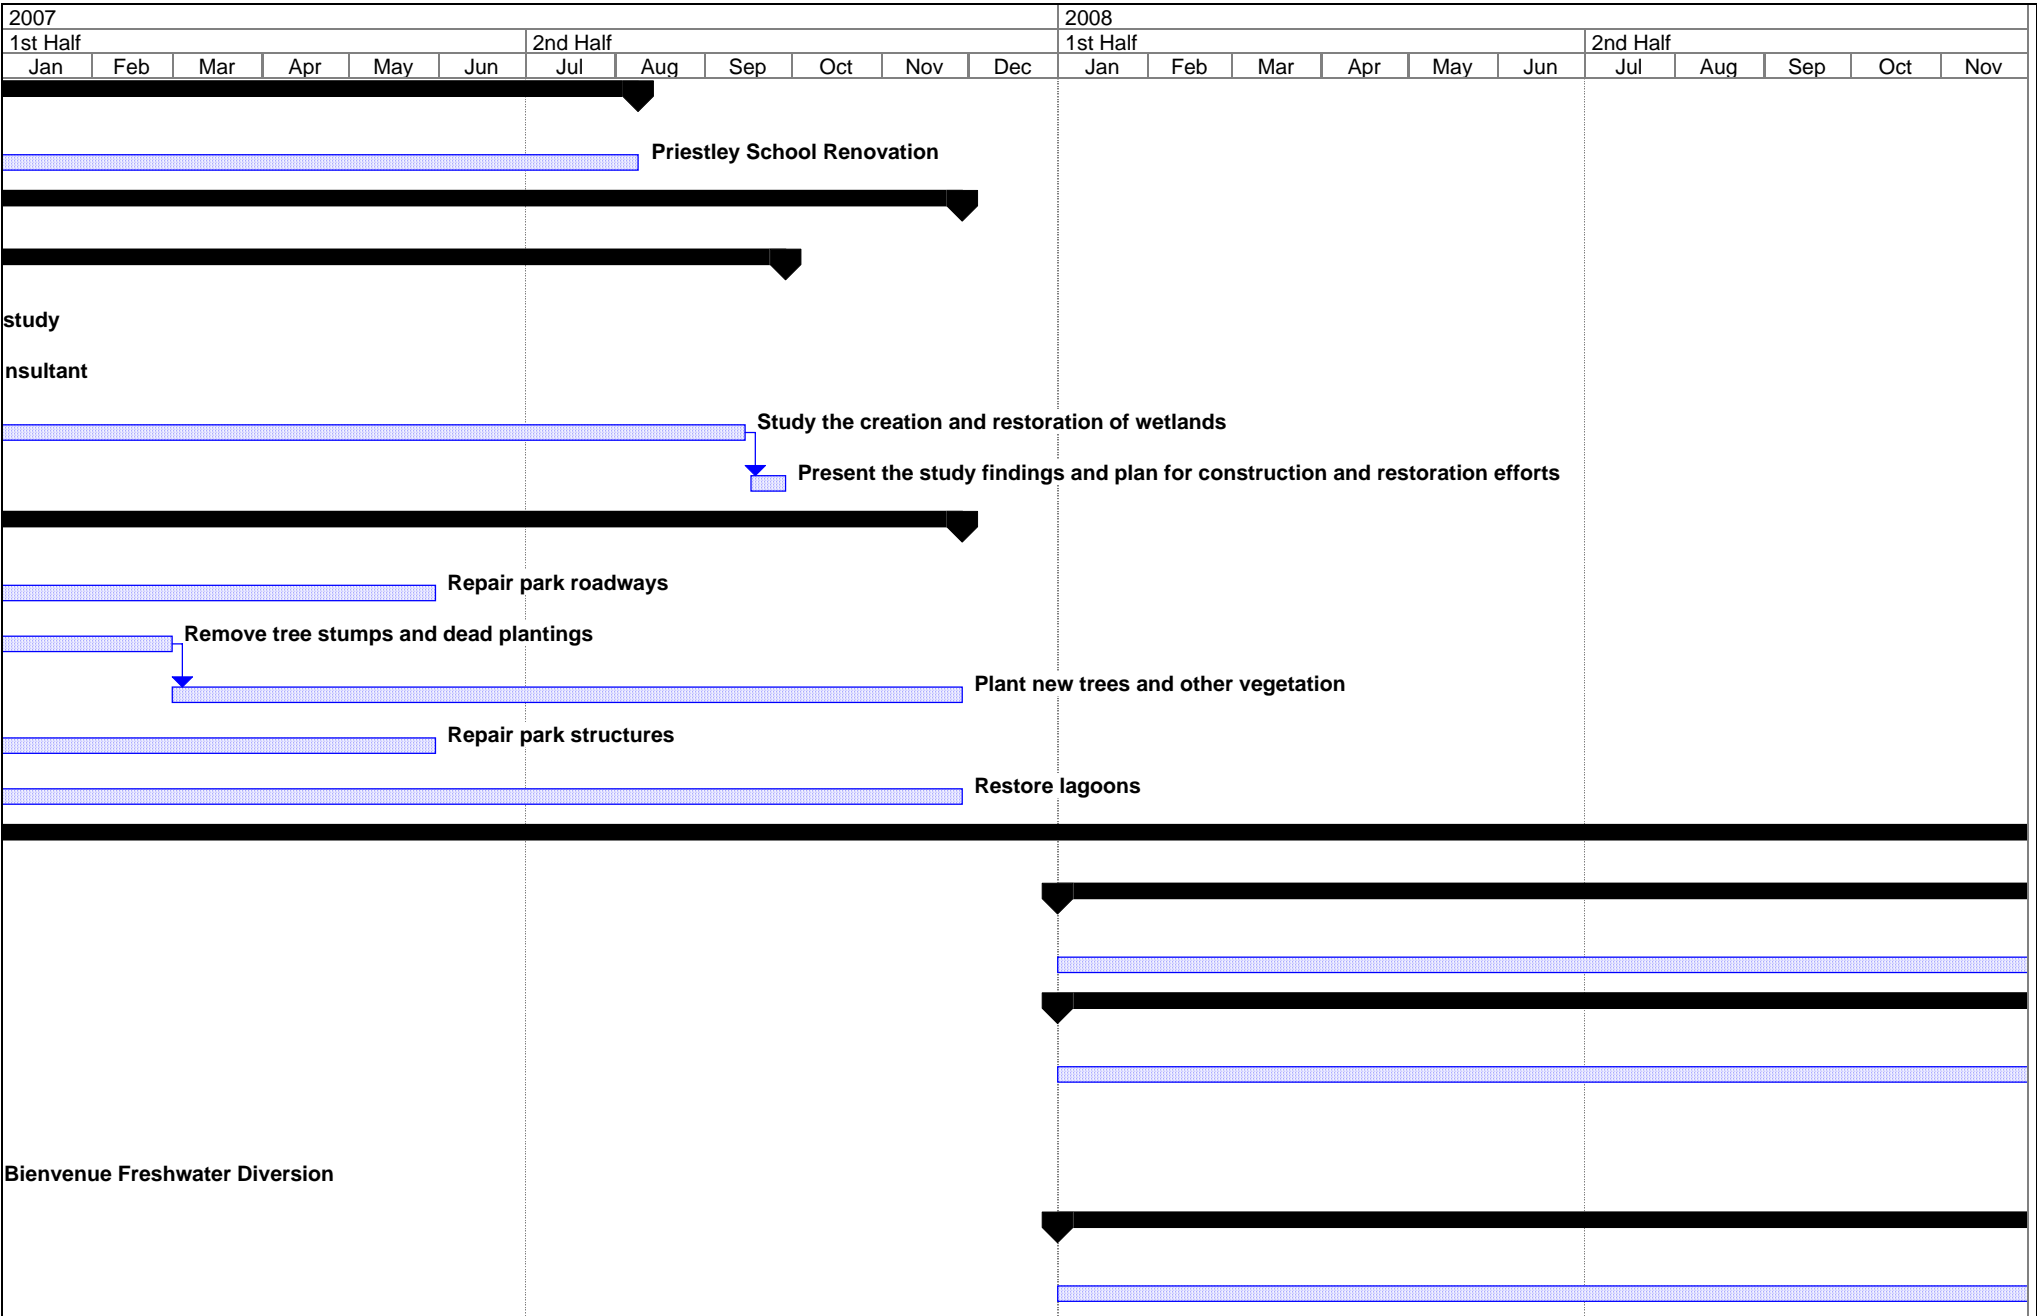 2007 2008
1st Half 2nd Half 1st Half 2nd Half
Jan Feb Mar Apr May Jun Jul Aug Sep Oct Nov Dec Jan Feb Mar Apr May Jun Jul Aug Sep Oct Nov
Priestley School Renovation
study
nsultant
Study the creation and restoration of wetlands
Present the study findings and plan for construction and restoration efforts
Repair park roadways
Remove tree stumps and dead plantings
Plant new trees and other vegetation
Repair park structures
Restore lagoons
Bienvenue Freshwater Diversion